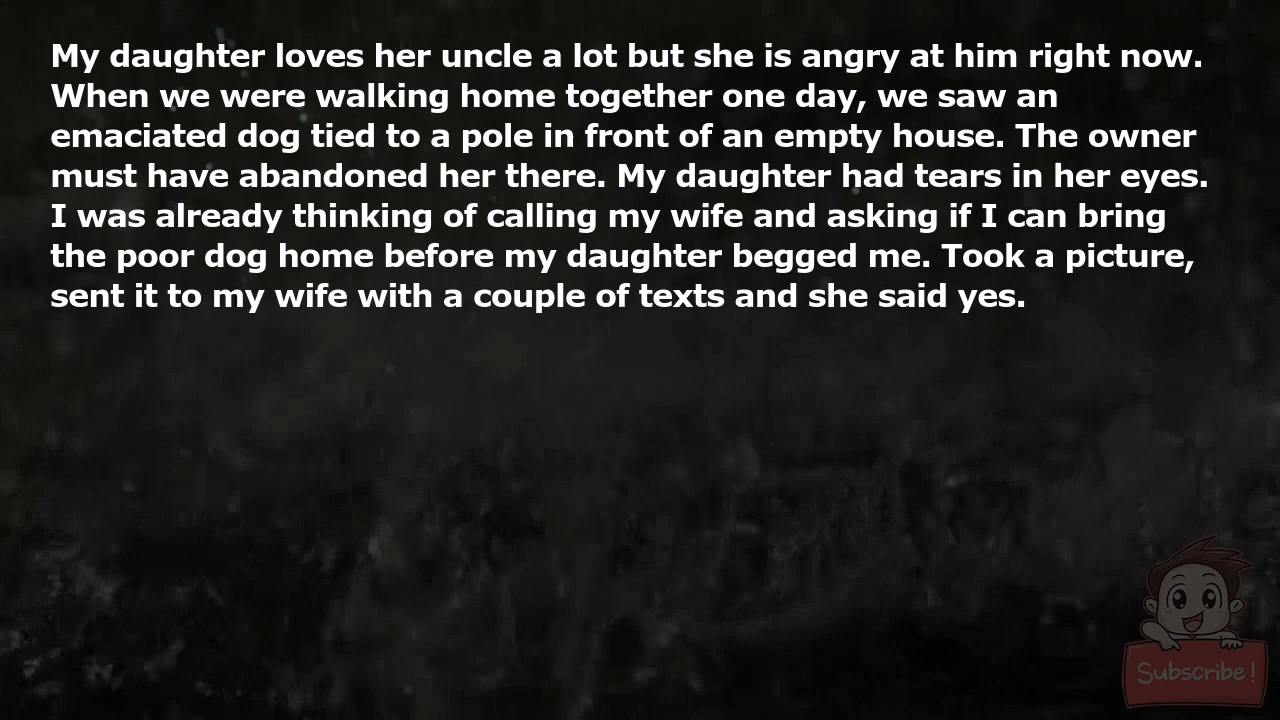 My daughter loves her uncle a lot but she is angry at him right now.
When we were walking home together one day, we saw an
emaciated dog tied to a pole in front of an empty house. The owner
must have abandoned her there. My daughter had tears in her eyes.
I was already thinking of calling my wife and asking if I can bring
the poor dog home before my daughter begged me. Took a picture,
sent it to my wife with a couple of texts and she said yes.
Subscribe!